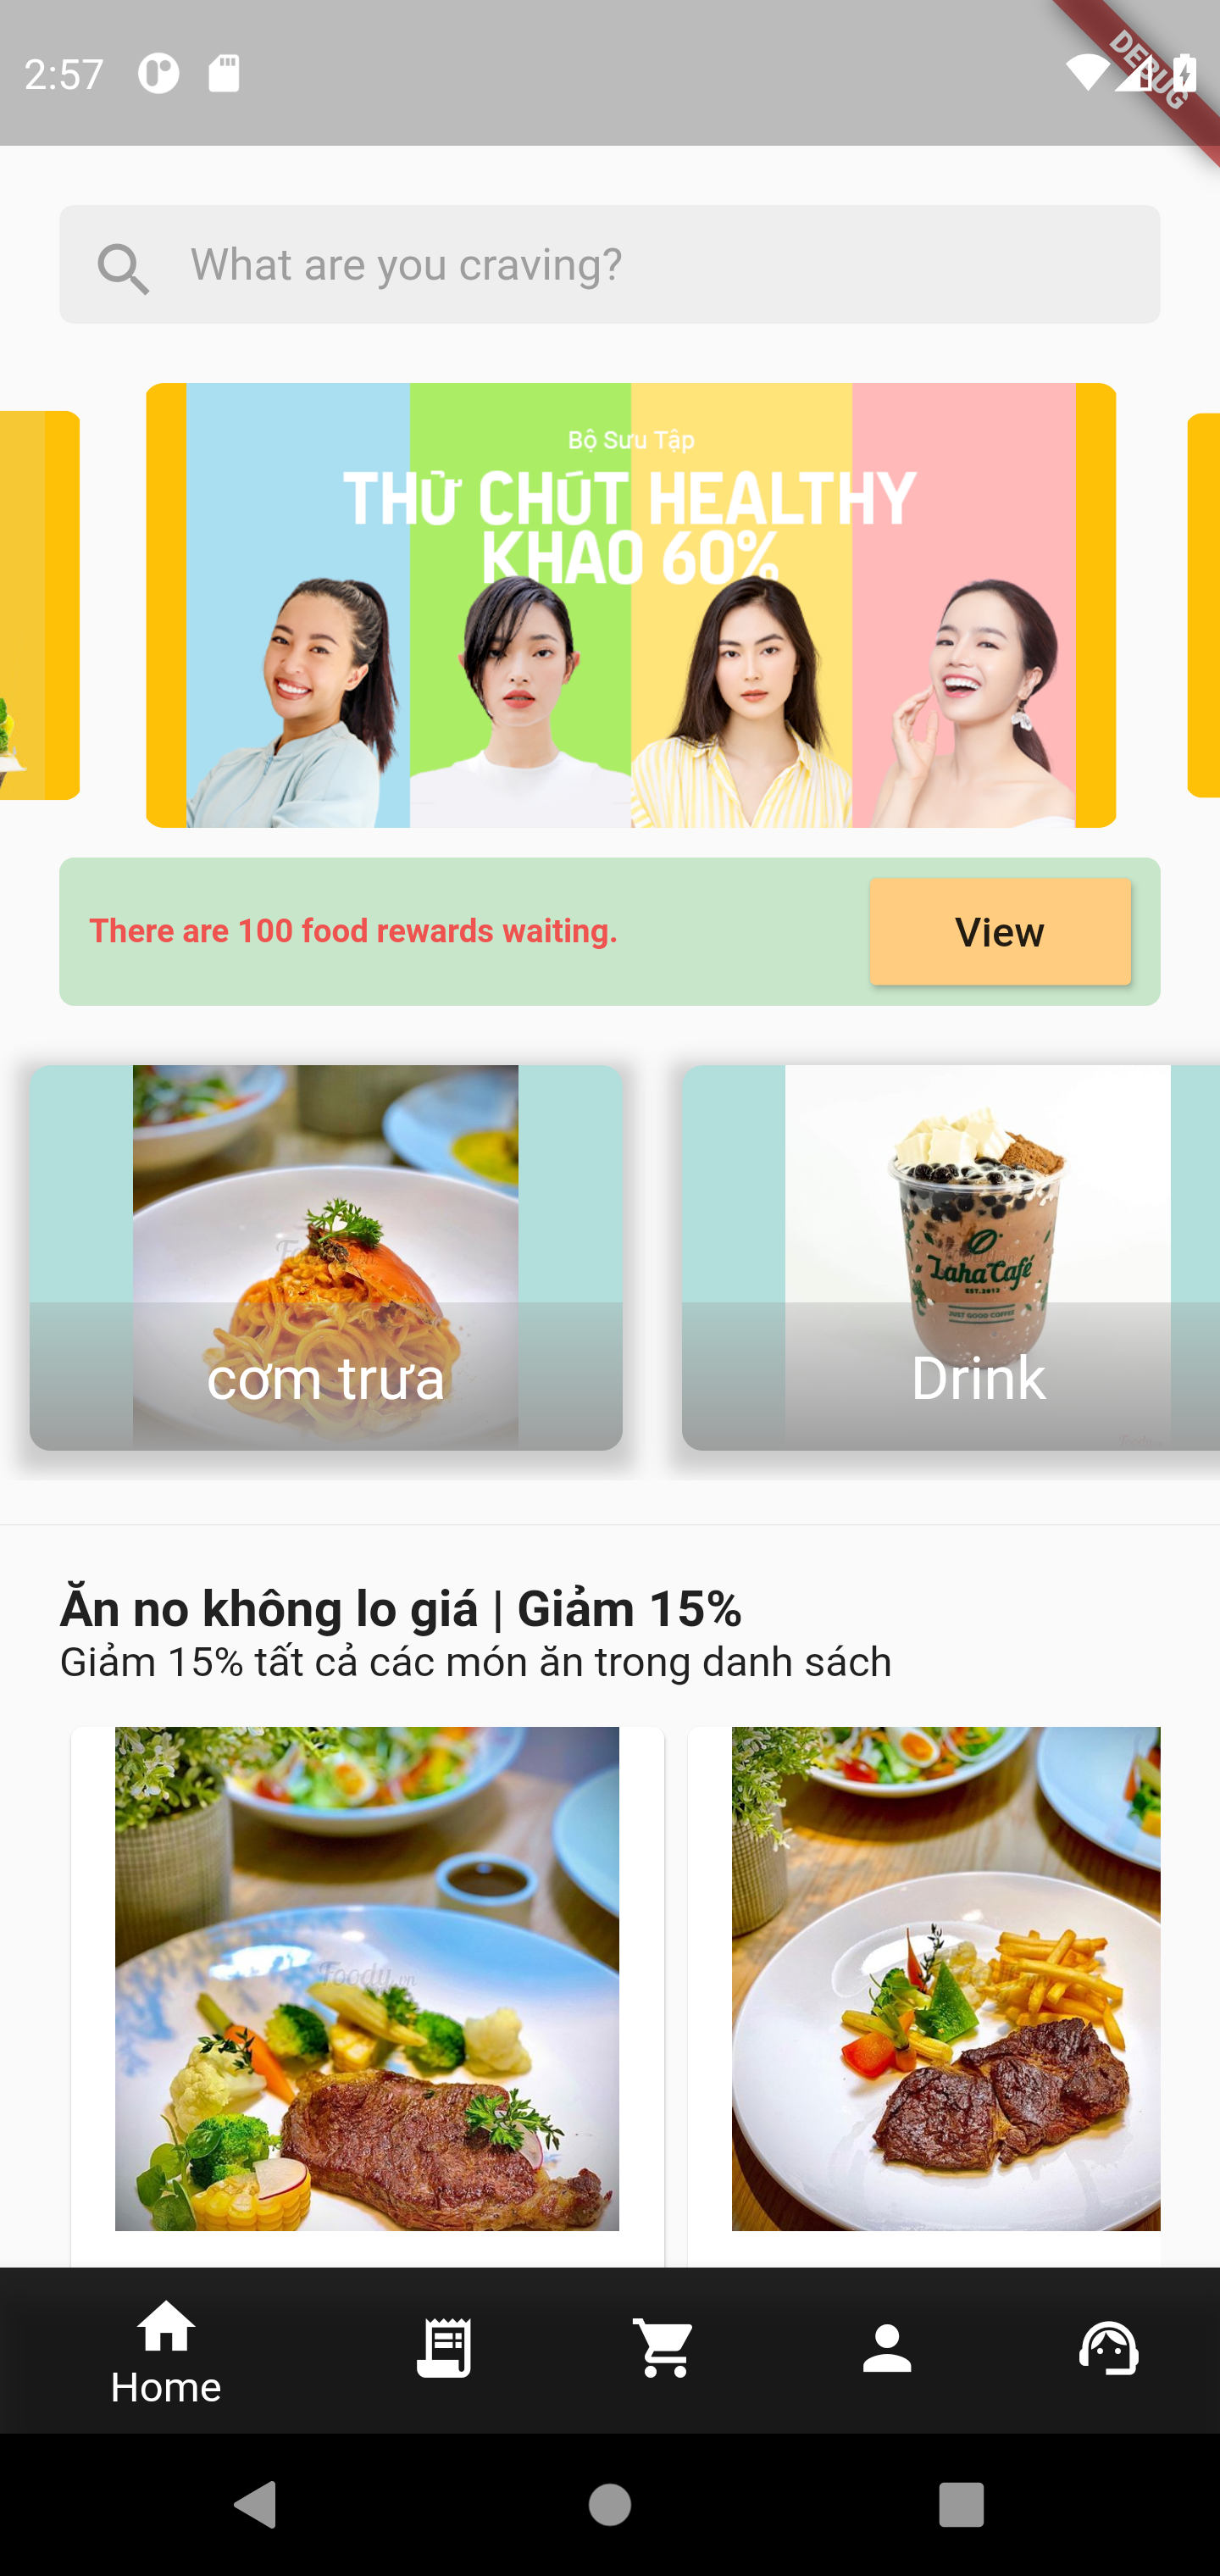 2:57
DEBUG
What are you craving?
Bộ Sưu Tập
THỬ CHÚT HEALTHY
KHAO 60%
There are 100 food rewards waiting.
View
Laha Café
EST.2012
JUST GOOD COFFEE
cơm trưa
Drink
Foody
Ăn no không lo giá | Giảm 15%
Giảm 15% tất cả các món ăn trong danh sách
Foody.vn
Home